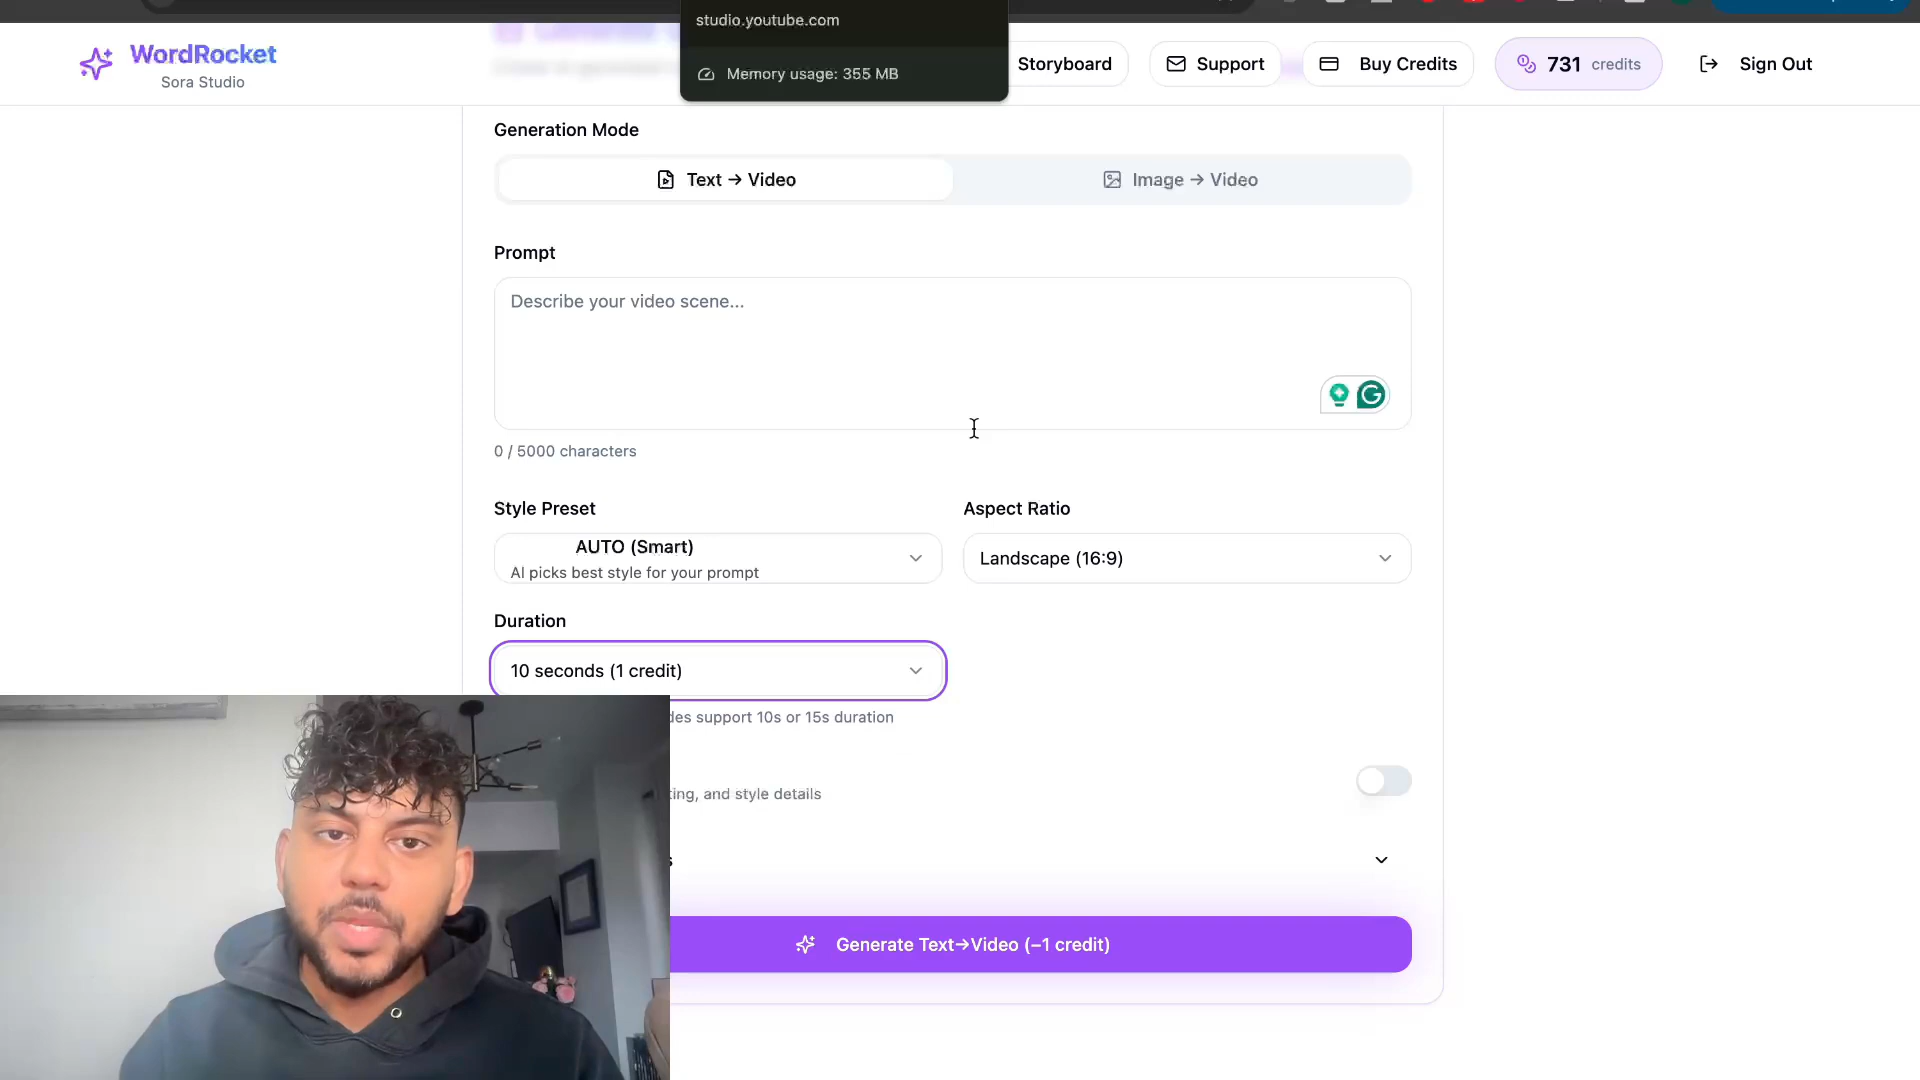 studio.youtube.com
Memory usage: 355 MB
WordRocket
Sora Studio
Storyboard
Support
Buy Credits
731 credits
Sign Out
Generation Mode
Text → Video
Image → Video
Prompt
Describe your video scene...
0 / 5000 characters
Style Preset
Aspect Ratio
AUTO (Smart)
AI picks best style for your prompt
Landscape (16:9)
Duration
10 seconds (1 credit)
support 10s or 15s duration
and style details
Generate Text→Video (−1 credit)